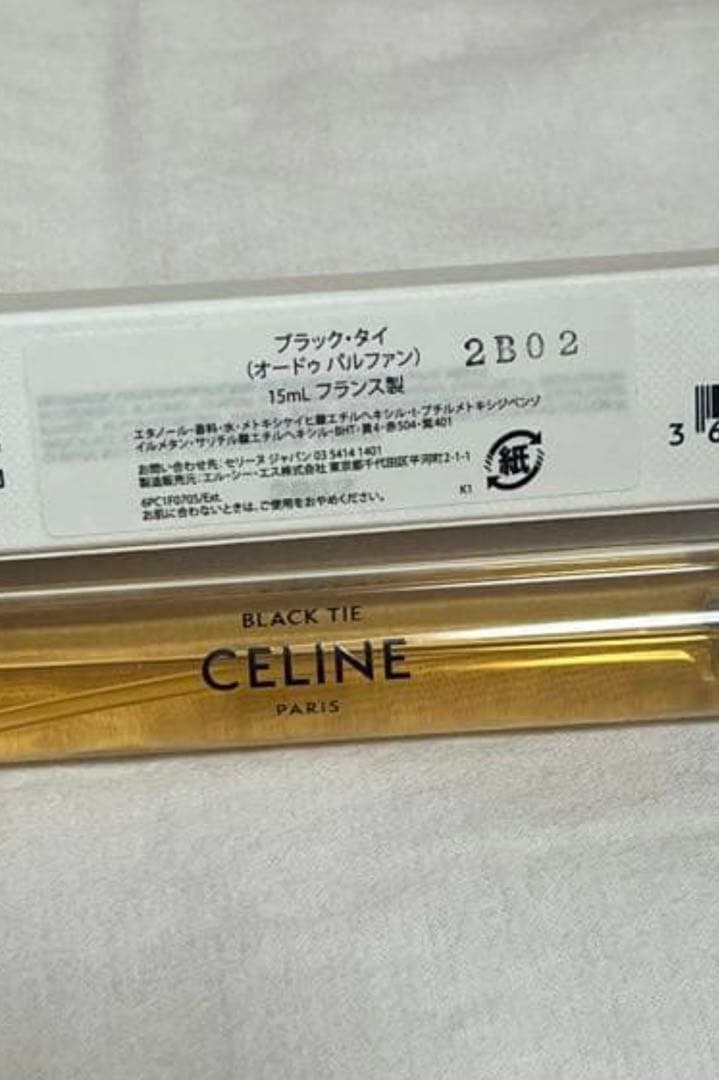 ブラック・タイ
(オードゥ パルファン)
15mL フランス製
2B02
エタノール・香料・水・メトキシケイヒ酸エチルヘキシル・t-ブチルメトキシジベンゾ
イルメタン・サリチル酸エチルヘキシル・BHT・黄4・赤504・紫401
お問い合わせ先：セリーヌ ジャパン 03 5414 1401
製造販売元：エル・シー・エス株式会社 東京都千代田区平河町2-1-1
6PC1F0705/Ext.
お肌に合わないときは、ご使用をおやめください。
K1
紙
3 6
BLACK TIE
CELINE
PARIS